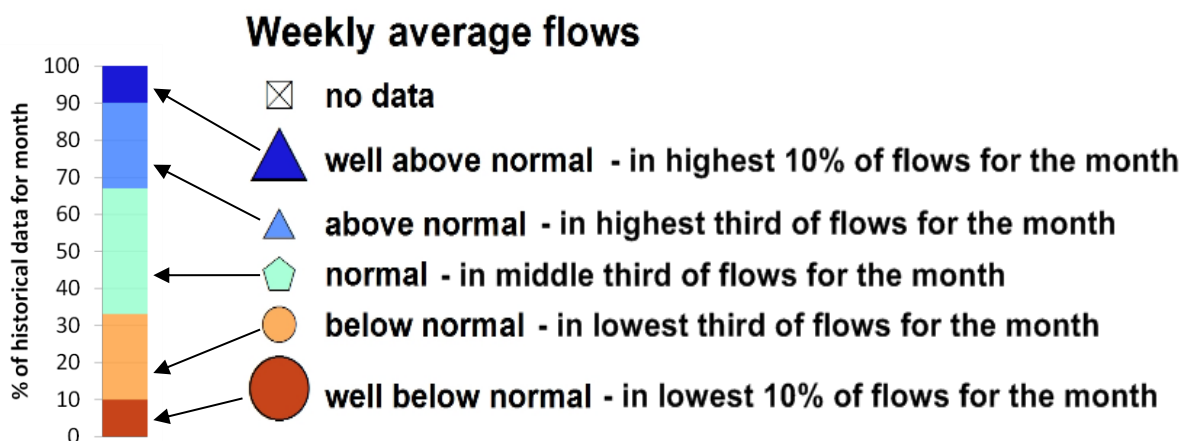 Weekly average flows
100
90
80
70
60
50
40
30
20
10
0
% of historical data for month
no data
well above normal - in highest 10% of flows for the month
above normal - in highest third of flows for the month
normal - in middle third of flows for the month
below normal - in lowest third of flows for the month
well below normal - in lowest 10% of flows for the month